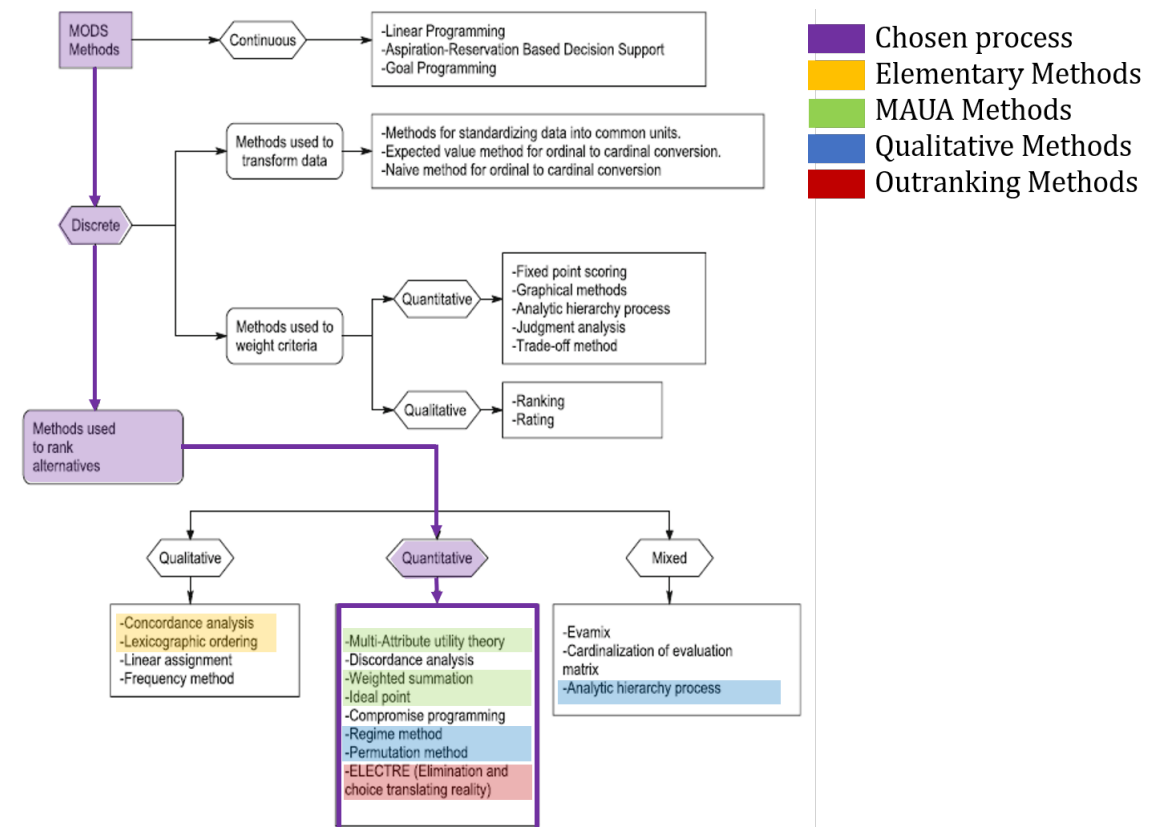 MODS
Methods
Continuous
-Linear Programming
-Aspiration-Reservation Based Decision Support
-Goal Programming
Chosen process
Elementary Methods
MAUA Methods
Qualitative Methods
Outranking Methods
Methods used to
transform data
-Methods for standardizing data into common units.
-Expected value method for ordinal to cardinal conversion.
-Naive method for ordinal to cardinal conversion
Discrete
Methods used to
weight criteria
Quantitative
-Fixed point scoring
-Graphical methods
-Analytic hierarchy process
-Judgment analysis
-Trade-off method
Qualitative
-Ranking
-Rating
Methods used
to rank
alternatives
Qualitative
Quantitative
Mixed
-Concordance analysis
-Lexicographic ordering
-Linear assignment
-Frequency method
-Multi-Attribute utility theory
-Discordance analysis
-Weighted summation
-Ideal point
-Compromise programming
-Regime method
-Permutation method
-ELECTRE (Elimination and
choice translating reality)
-Evamix
-Cardinalization of evaluation
matrix
-Analytic hierarchy process